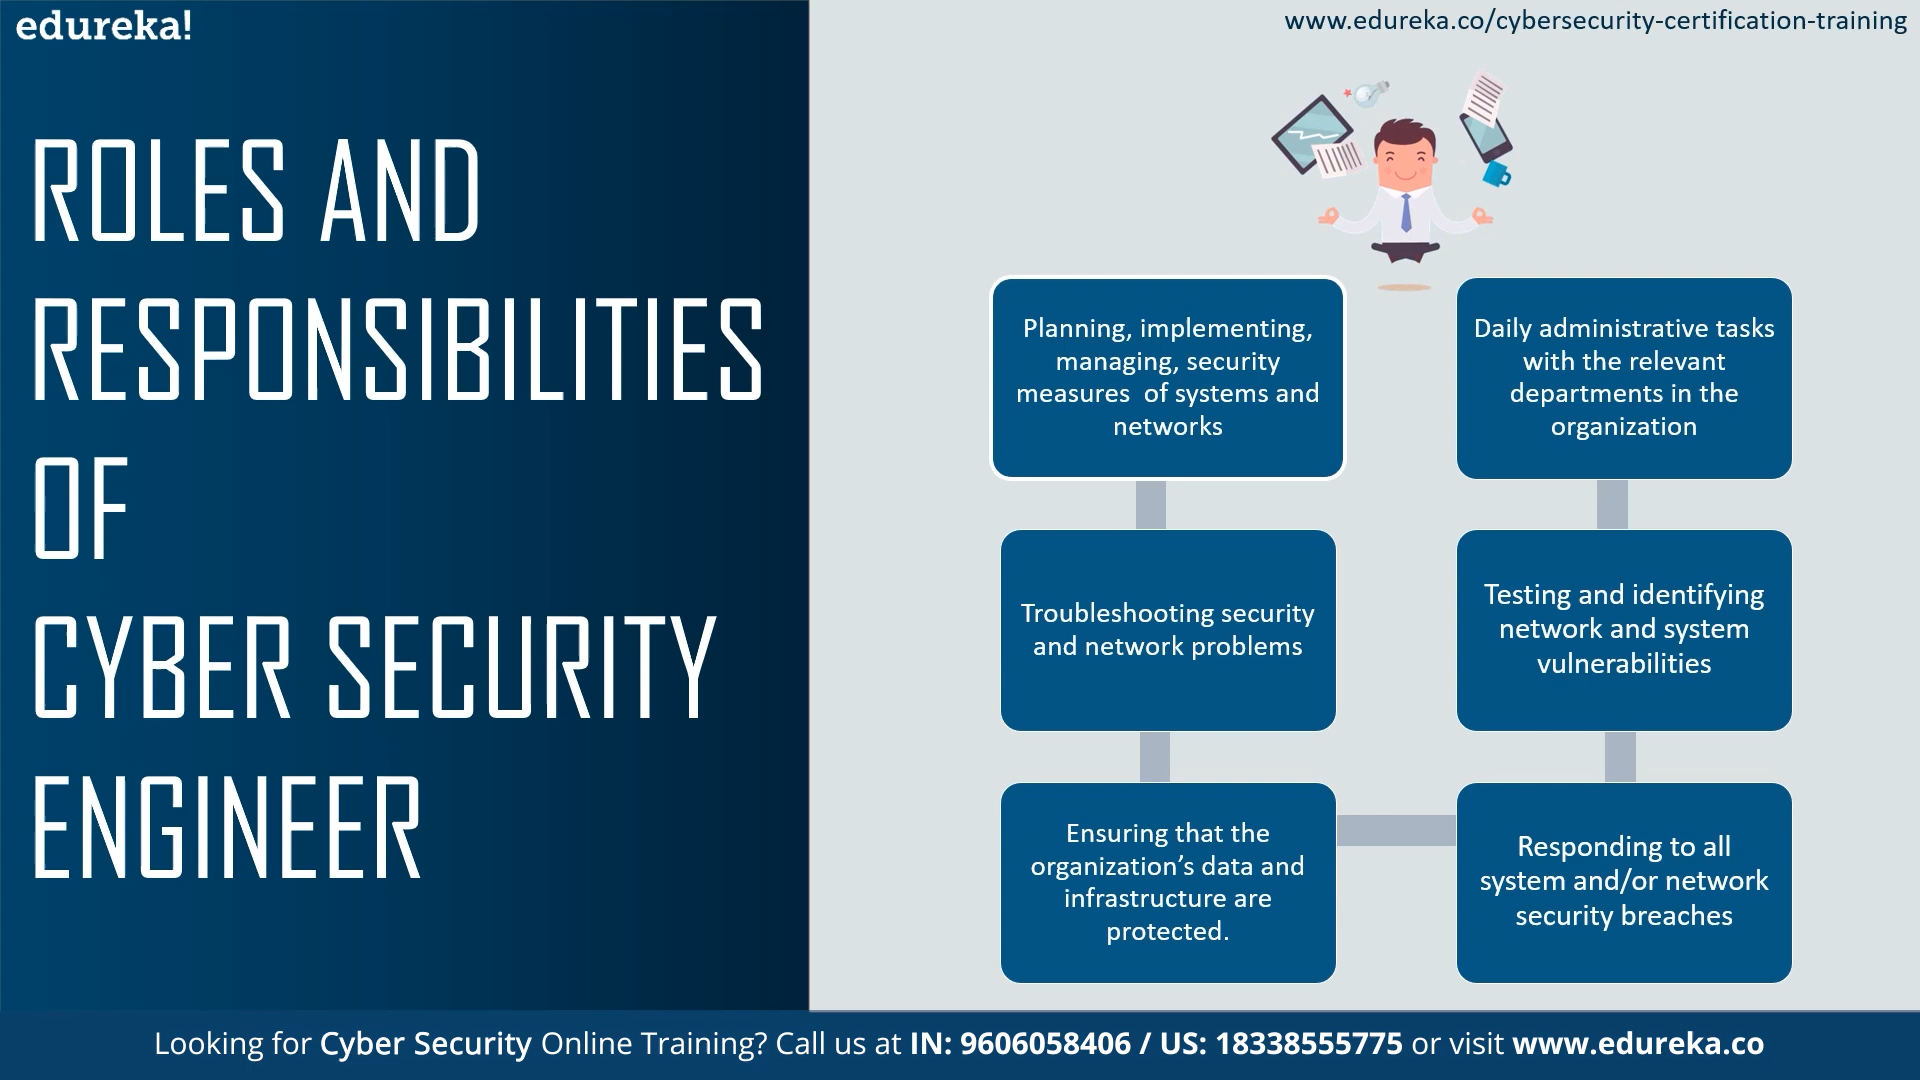 edureka!
www.edureka.co/cybersecurity-certification-training
ROLES AND
RESPONSIBILITIES
OF
CYBER SECURITY
ENGINEER
Planning, implementing,
managing, security
measures of systems and
networks
Troubleshooting security
and network problems
Ensuring that the
organization’s data and
infrastructure are
protected.
Responding to all
system and/or network
security breaches
Testing and identifying
network and system
vulnerabilities
Daily administrative tasks
with the relevant
departments in the
organization
Looking for Cyber Security Online Training? Call us at IN: 9606058406 / US: 18338555775 or visit www.edureka.co